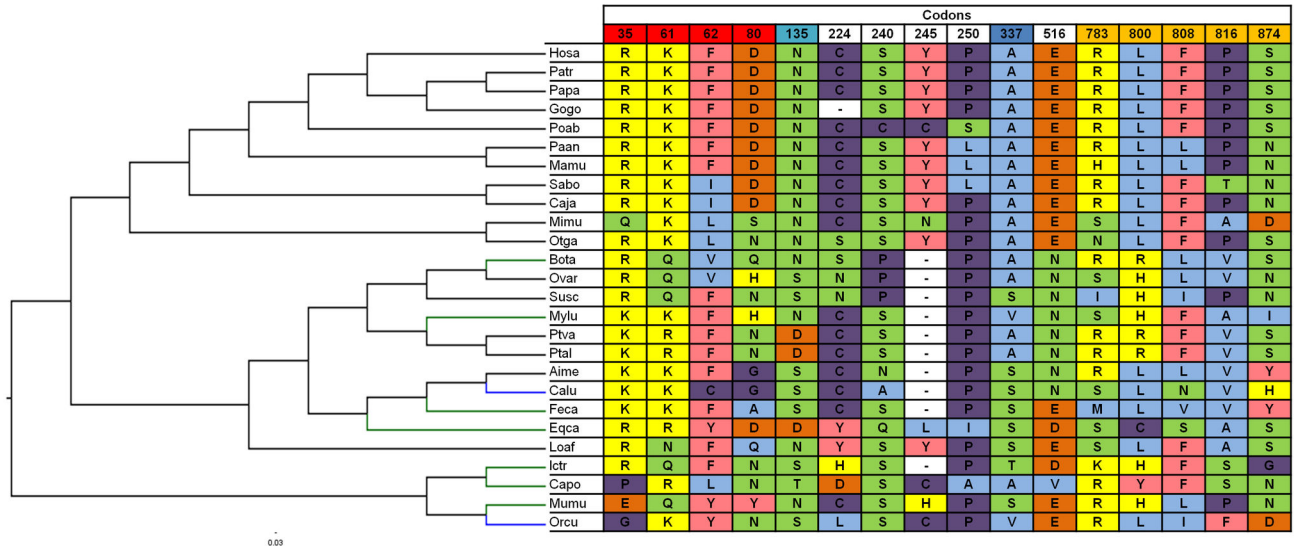 Codons
35 61 62 80 135 224 240 245 250 337 516 783 800 808 816 874
Hosa R K F D N C S Y P A E R L F P S
Patr R K F D N C S Y P A E R L F P S
Papa R K F D N C S Y P A E R L F P S
Gogo R K F D N - S Y P A E R L F P S
Poab R K F D N C C C S A E R L F P S
Paan R K F D N C S Y L A E R L L P N
Mamu R K F D N C S Y L A E H L L P N
Sabo R K I D N C S Y L A E R L F T N
Caja R K I D N C S Y P A E R L F P N
Mimu Q K L S N C S N P A E S L F A D
Otga R K L N N S S Y P A E N L F P S
Bota R Q V Q N S P - P A N R R L V S
Ovar R Q V H S N P - P A N S H L V N
Susc R Q F N S N P - P S N I H I P N
Mylu K K F H N C S - P V N S H F A I
Ptva K R F N D C S - P A N R R F V S
Ptal K R F N D C S - P A N R R F V S
Aime K K F G S C N - P S N R L L V Y
Calu K K C G S C A - P S N S L N V H
Feca K K F A S C S - P S E M L V V Y
Eqca R R Y D D Y Q L I S D S C S A S
Loaf R N F Q N Y S Y P S E S L F A S
Ictr R Q F N S H S - P T D K H F S G
Capo P R L N T D S C A A V R Y F S N
Mumu E Q Y Y N C S H P S E R H L P N
Orcu G K Y N S L S C P V E R L I F D
0.03